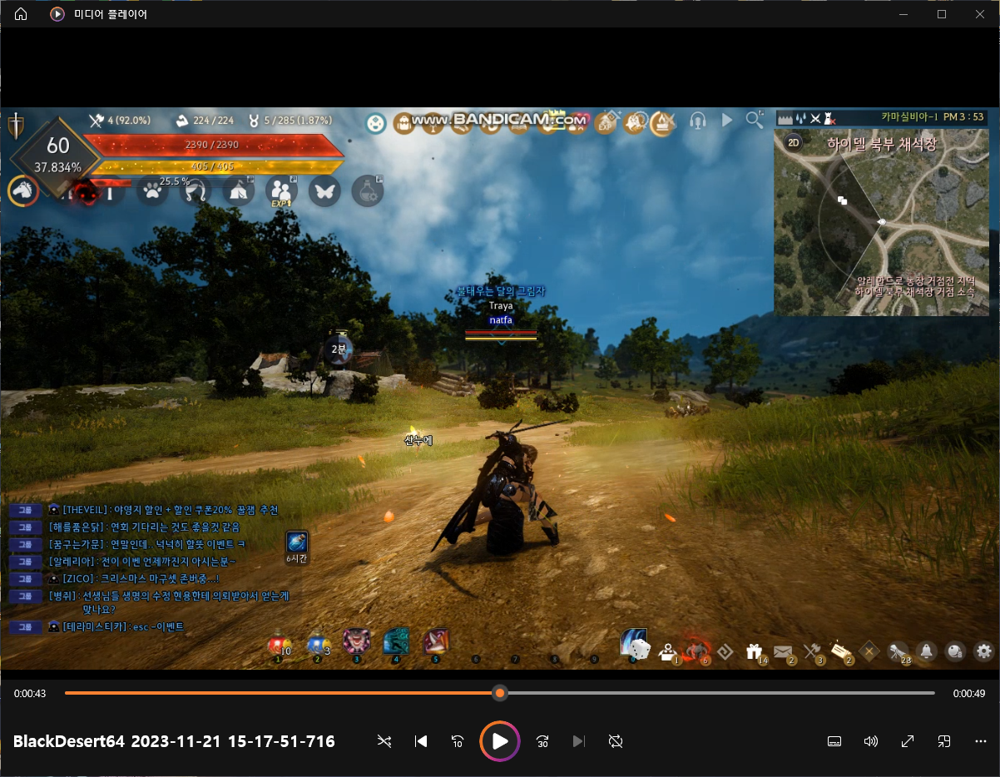 미디어 플레이어
4 (92.0%) 224 / 224 5 / 285 (1.87%)
www.BANDICAM.com
EXP
카마실비아-1 PM 3 : 53
60
37.834%
2390 / 2390
405 / 405
25.5 %
EXP
2D
하이델 북부 채석장
알레한드로 농장 거점전 지역
하이델 북부 채석장 거점 소속
불태우는 달의 그림자
Traya
natfa
2분
산누에
그룹 [THEVEIL] : 야영지 할인 + 할인 쿠폰20% 꿀잼 추천
그룹 [해를품은닭] : 연회 기다리는 것도 좋을것 같음
그룹 [꿈구는가문] : 연말인데.. 넉넉히 할뜻 이벤트 ㅋ
그룹 [알레리아] : 전이 이벤 언제까진지 아시는분~
그룹 [ZICO] : 크리스마스 마구셋 존버중...!
그룹 [병쥐] : 선생님들 생명의 수정 현용한테 의뢰받아서 얻는게
맞나요?
그룹 [테라미스티카] : esc -이벤트
6시간
10 3
1 2 3 4 5 6 7 8 9 0
1 6 14 2 3 2 28
0:00:43
0:00:49
BlackDesert64 2023-11-21 15-17-51-716
10 30